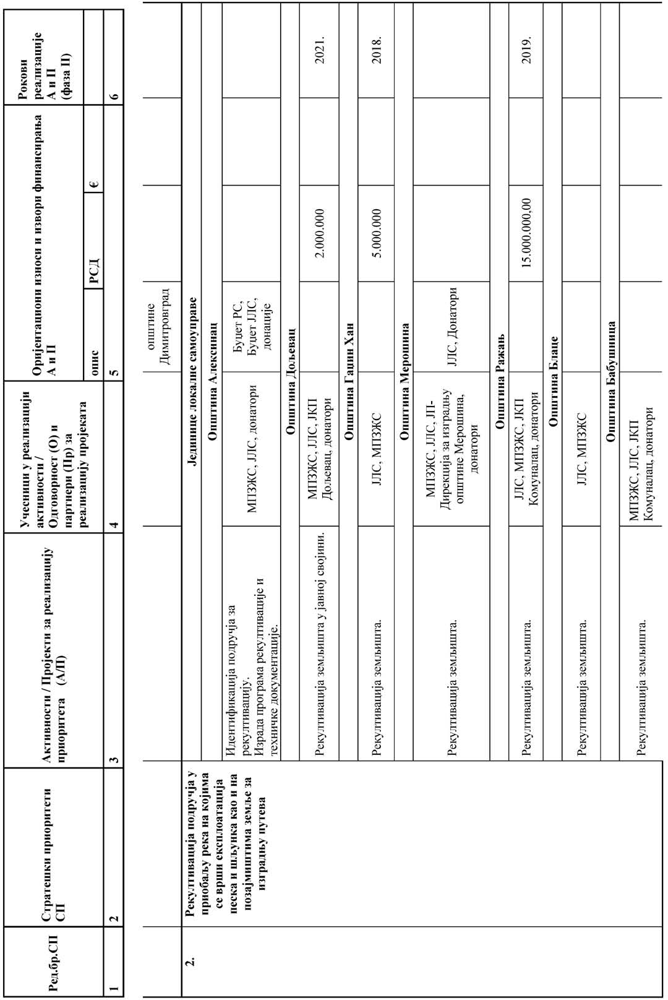 Ред.бр.СП
Стратешки приоритети
СП
Активности / Пројекти за реализацију
приоритета (А/П)
Учесници у реализацији
активности /
Одговорност (О) и
партнери (Пр) за
реализацију пројеката
Оријентациони износи и извори финансирања
А и П
опис
РСД
€
Рокови
реализације
А и П
(фаза II)
1
2
3
4
5
6
општине
Димитровград
2.
Рекултивација подручја у
приобаљу река на којима
се врши експлоатација
песка и шљунка као и на
позајмиштима земље за
изградњу путева
Јединице локалне самоуправе
Општина Алексинац
Идентификација подручја за
рекултивацију.
Израда програма рекултивације и
техничке документације.
МПЗЖС, ЈЛС, донатори
Буџет РС,
Буџет ЈЛС,
донације
Општина Дољевац
Рекултивација земљишта у јавној својини.
МПЗЖС, ЈЛС, ЈКП
Дољевац, донатори
2.000.000
2021.
Општина Гаџин Хан
Рекултивација земљишта.
ЈЛС, МПЗЖС
5.000.000
2018.
Општина Мерошина
Рекултивација земљишта.
МПЗЖС, ЈЛС, ЈП-
Дирекција за изградњу
општине Мерошина,
донатори
ЈЛС, Донатори
Општина Ражањ
Рекултивација земљишта.
ЈЛС, МПЗЖС, ЈКП
Комуналац, донатори
15.000.000,00
2019.
Општина Блаце
Рекултивација земљишта.
ЈЛС, МПЗЖС
Општина Бабушница
Рекултивација земљишта.
МПЗЖС, ЈЛС, ЈКП
Комуналац, донатори